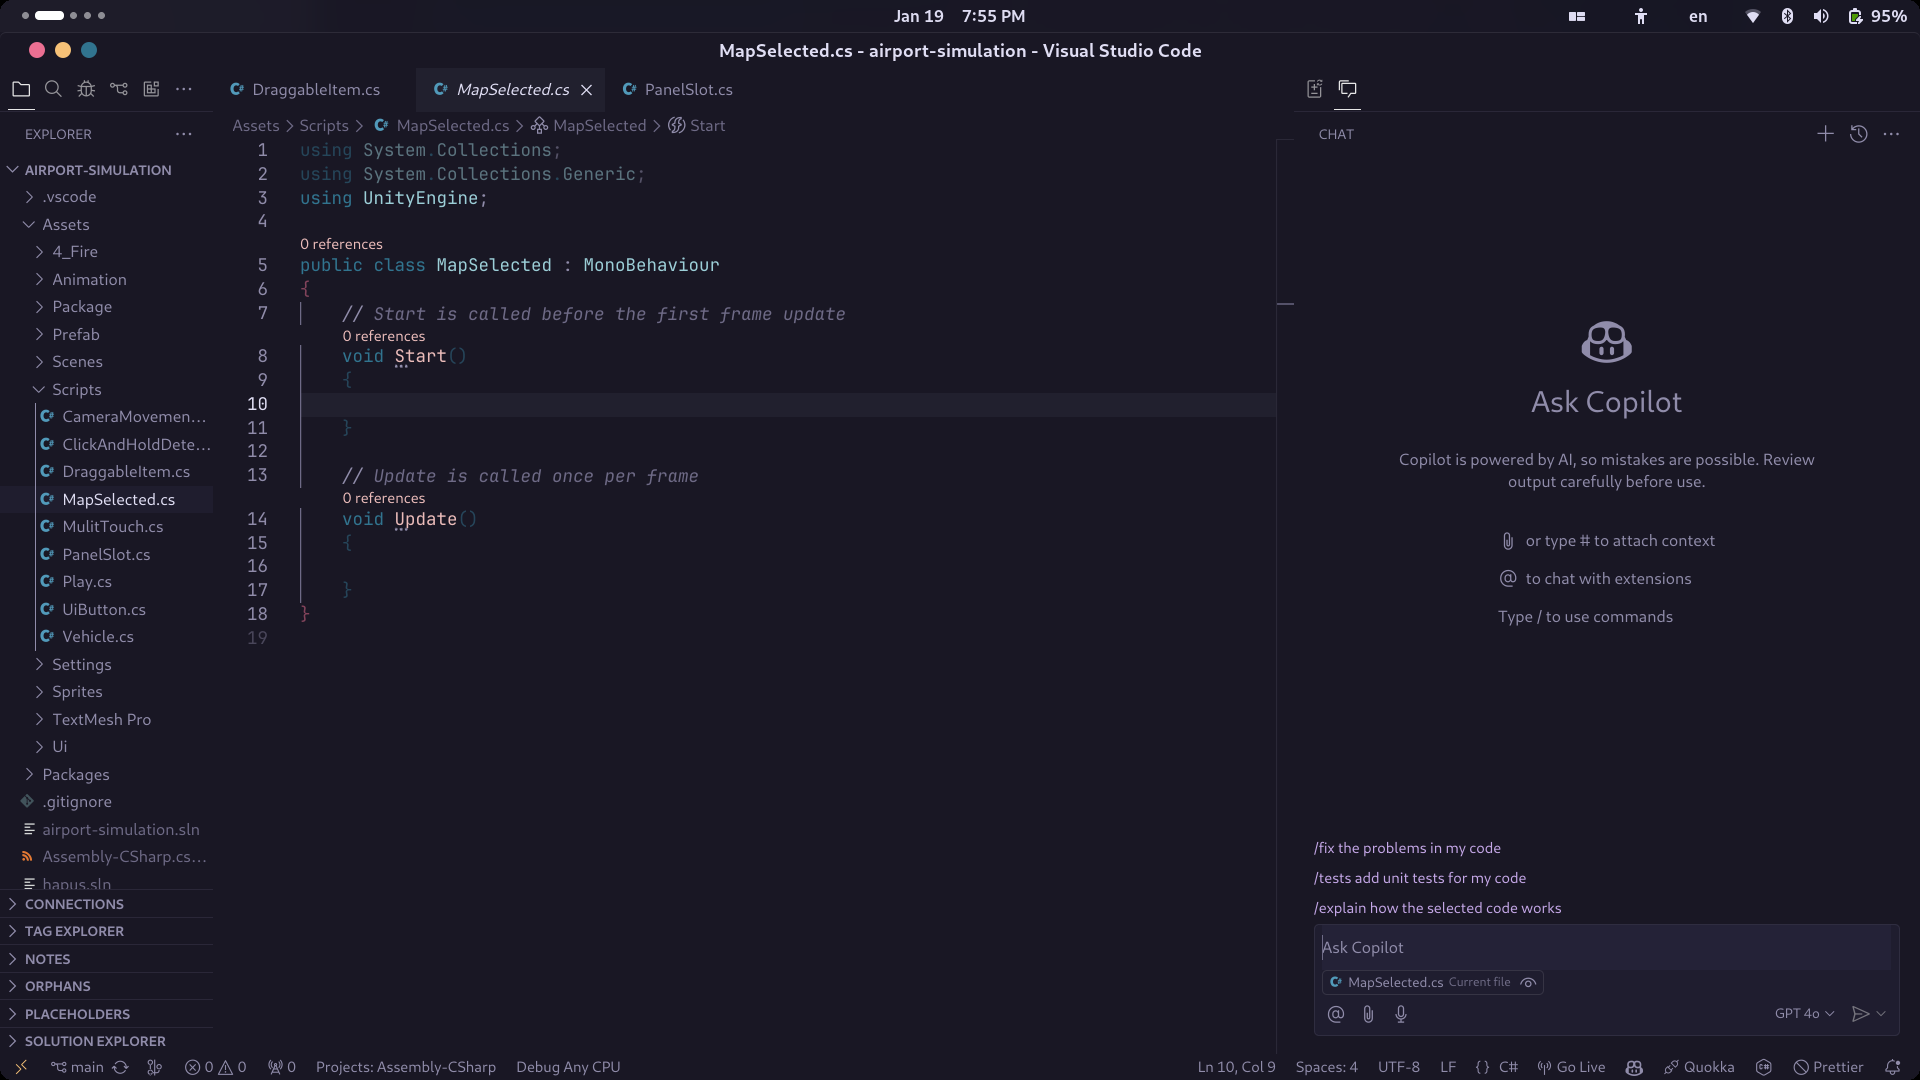 Jan 19 7:55 PM
en
95%
MapSelected.cs - airport-simulation - Visual Studio Code
DraggableItem.cs
MapSelected.cs
PanelSlot.cs
EXPLORER
AIRPORT-SIMULATION
.vscode
Assets
4_Fire
Animation
Package
Prefab
Scenes
Scripts
CameraMovemen...
ClickAndHoldDete...
DraggableItem.cs
MapSelected.cs
MulitTouch.cs
PanelSlot.cs
Play.cs
UiButton.cs
Vehicle.cs
Settings
Sprites
TextMesh Pro
Ui
Packages
.gitignore
airport-simulation.sln
Assembly-CSharp.cs...
hapus.sln
CONNECTIONS
TAG EXPLORER
NOTES
ORPHANS
PLACEHOLDERS
SOLUTION EXPLORER
Assets > Scripts > MapSelected.cs > MapSelected > Start
1 using System.Collections;
2 using System.Collections.Generic;
3 using UnityEngine;
4
0 references
5 public class MapSelected : MonoBehaviour
6 {
7 // Start is called before the first frame update
0 references
8 void Start()
9 {
10
11 }
12
13 // Update is called once per frame
0 references
14 void Update()
15 {
16
17 }
18 }
19
CHAT
Ask Copilot
Copilot is powered by AI, so mistakes are possible. Review
output carefully before use.
or type # to attach context
@ to chat with extensions
Type / to use commands
/fix the problems in my code
/tests add unit tests for my code
/explain how the selected code works
Ask Copilot
MapSelected.cs Current file
@
GPT 4o
main
0 0
0
Projects: Assembly-CSharp
Debug Any CPU
Ln 10, Col 9
Spaces: 4
UTF-8
LF
{ } C#
Go Live
Quokka
Prettier